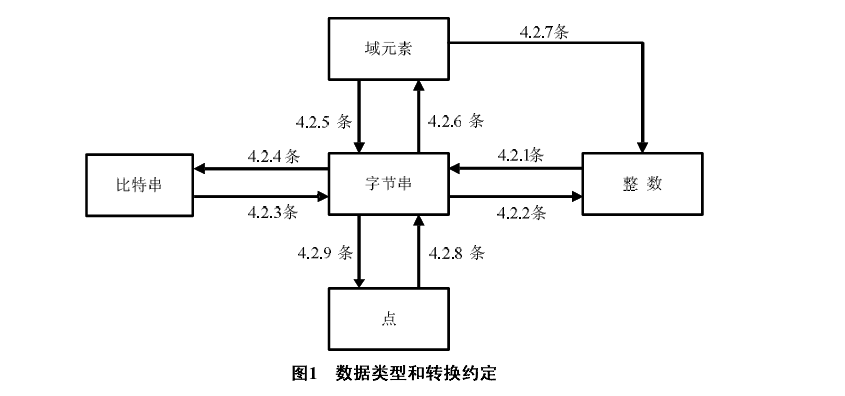 域元素
4.2.7条
4.2.5 条
4.2.6 条
4.2.4条
4.2.1条
比特串
字节串
整 数
4.2.3条
4.2.2条
4.2.9 条
4.2.8 条
点
图1 数据类型和转换约定